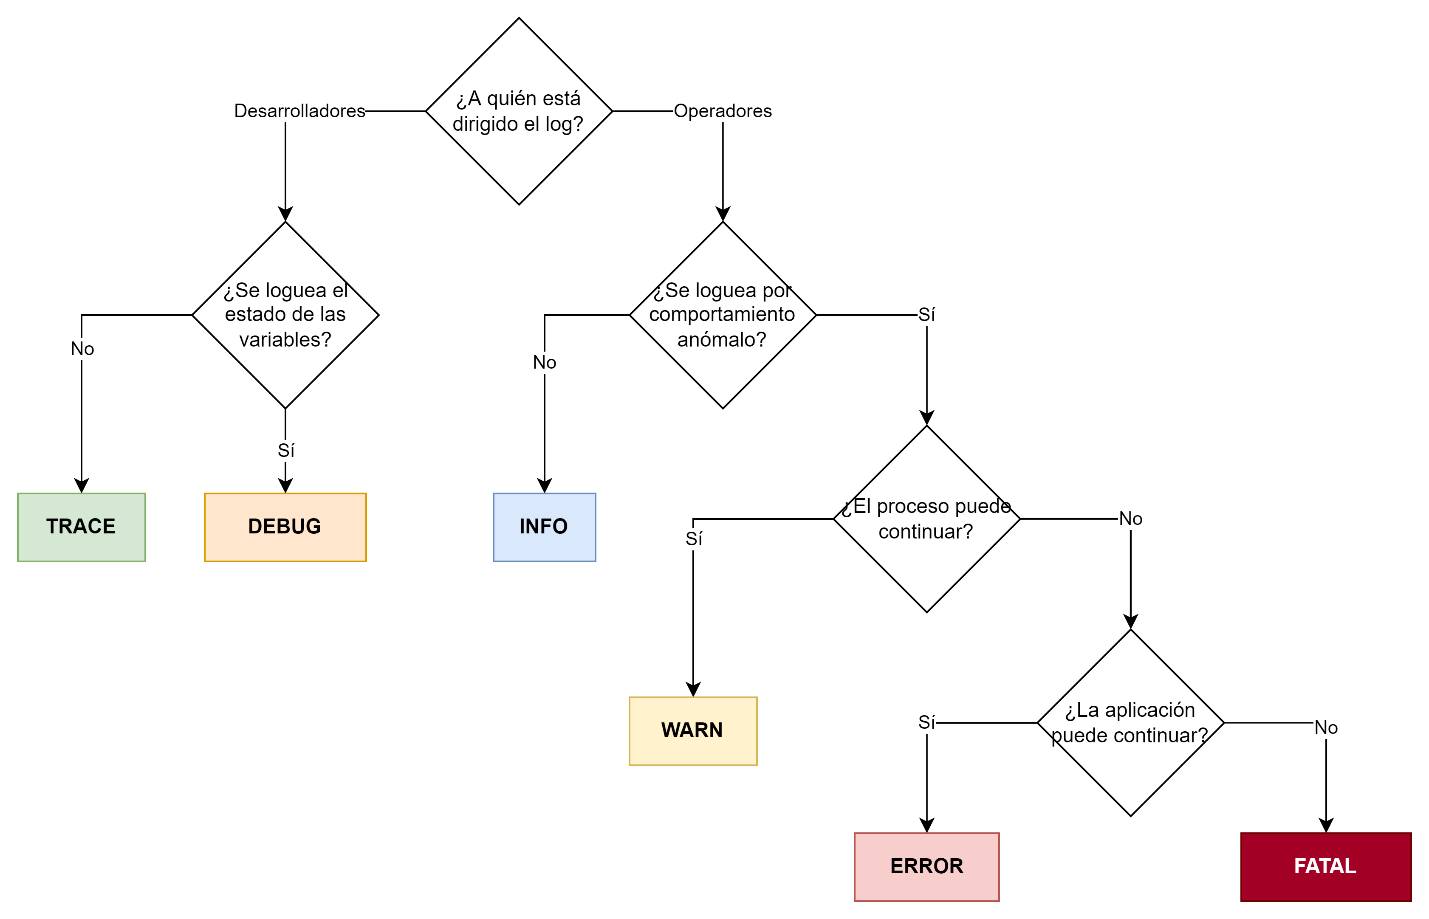 ¿A quién está
dirigido el log?
Desarrolladores
Operadores
¿Se loguea el
estado de las
variables?
¿Se loguea por
comportamiento
anómalo?
Sí
No
No
Sí
TRACE
DEBUG
INFO
¿El proceso puede
continuar?
Sí
No
WARN
¿La aplicación
puede continuar?
Sí
No
ERROR
FATAL